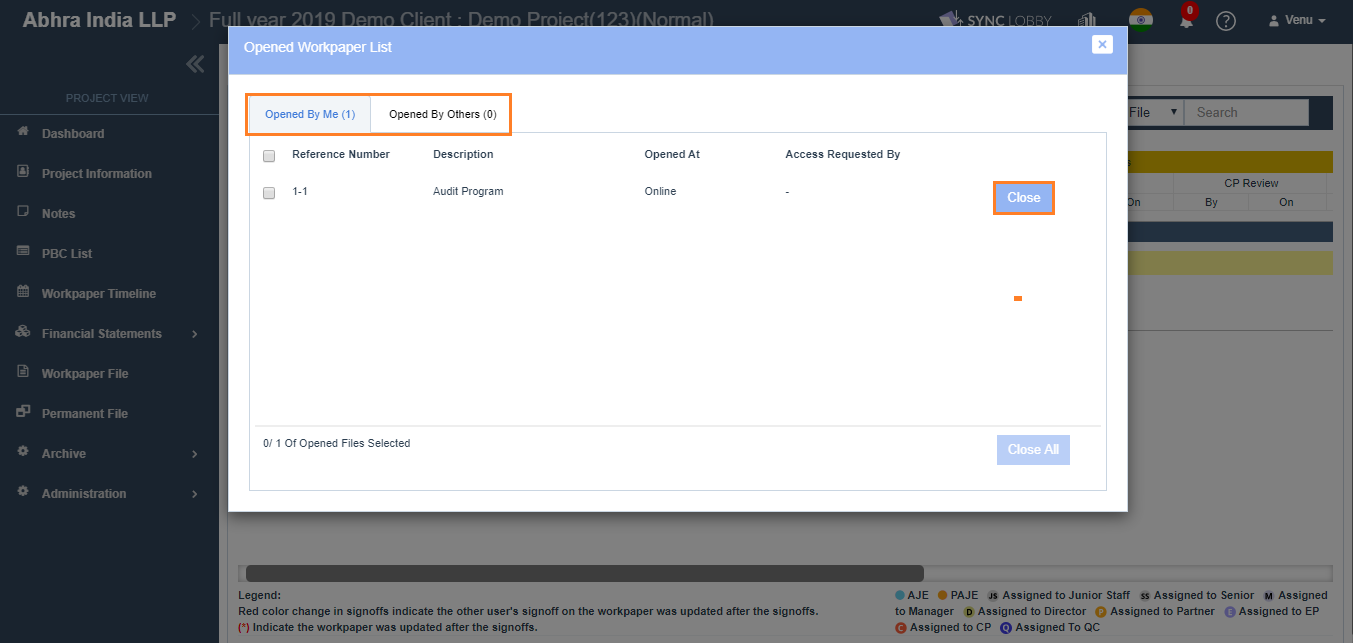 Abhra India LLP > Full year 2019 Demo Client : Demo Project(123)(Normal) SYNC LOBBY 0 ? Venu
Opened Workpaper List ×
PROJECT VIEW
Dashboard
Project Information
Notes
PBC List
Workpaper Timeline
Financial Statements >
Workpaper File
Permanent File
Archive >
Administration >
Opened By Me (1) Opened By Others (0)
Reference Number Description Opened At Access Requested By
1-1 Audit Program Online - Close
0/ 1 Of Opened Files Selected Close All
File Search
CP Review
On By On
Legend:
Red color change in signoffs indicate the other user's signoff on the workpaper was updated after the signoffs.
(*) Indicate the workpaper was updated after the signoffs.
AJE PAJE JS Assigned to Junior Staff SS Assigned to Senior M Assigned
to Manager D Assigned to Director P Assigned to Partner E Assigned to EP
C Assigned to CP Q Assigned To QC